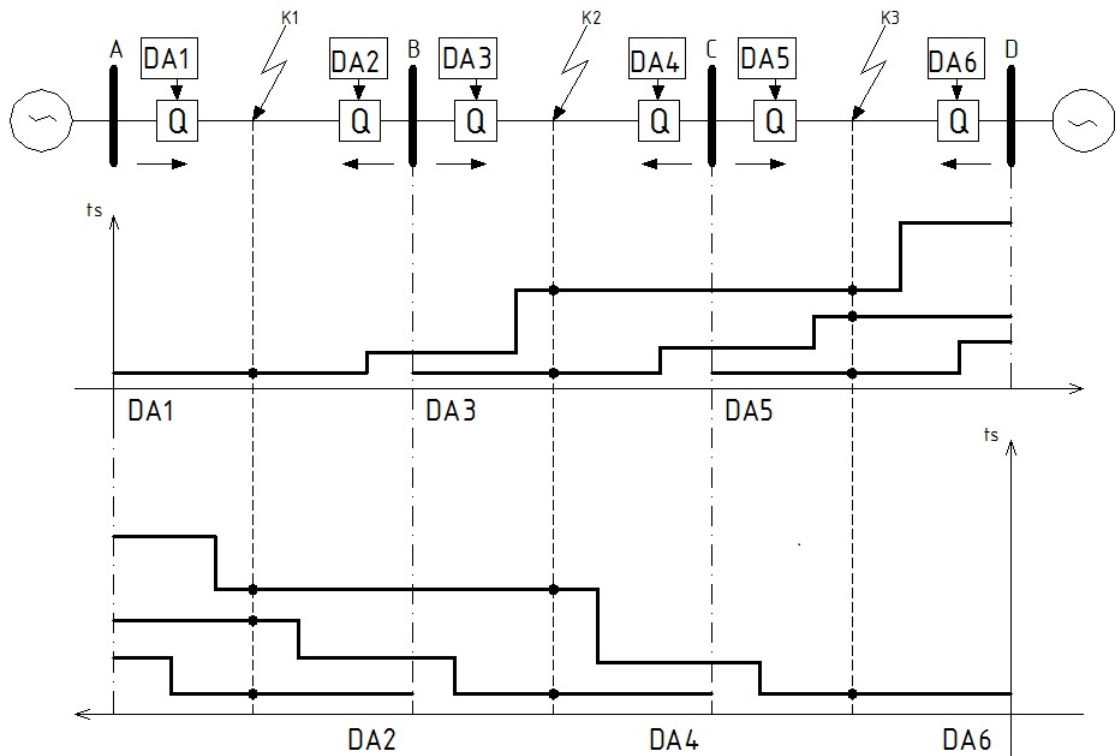 K1 K2 K3
A DA1 DA2 B DA3 DA4 C DA5 DA6 D
Q Q Q Q Q Q
ts
DA1 DA3 DA5
ts
DA2 DA4 DA6